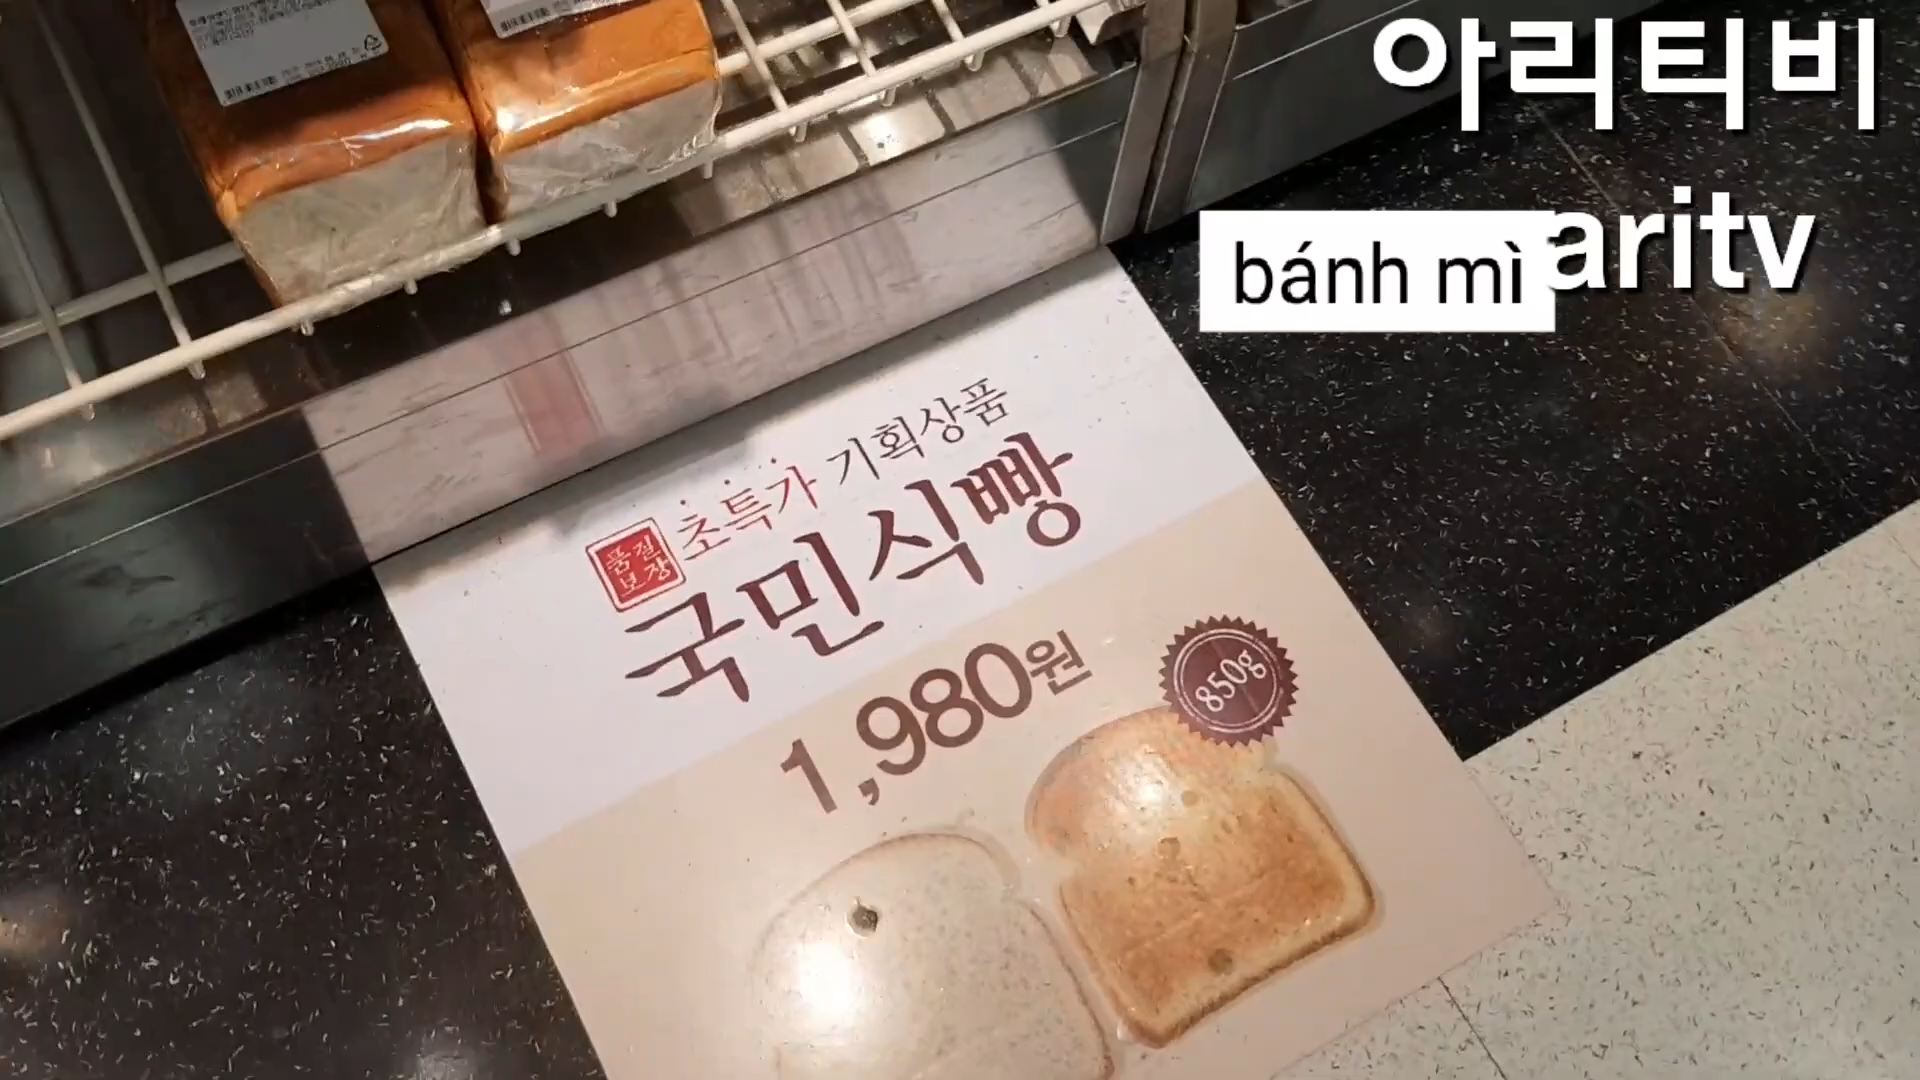 아리티비
aritv
bánh mì
초특가 기획상품
품질
보장
국민식빵
1,980원
850g